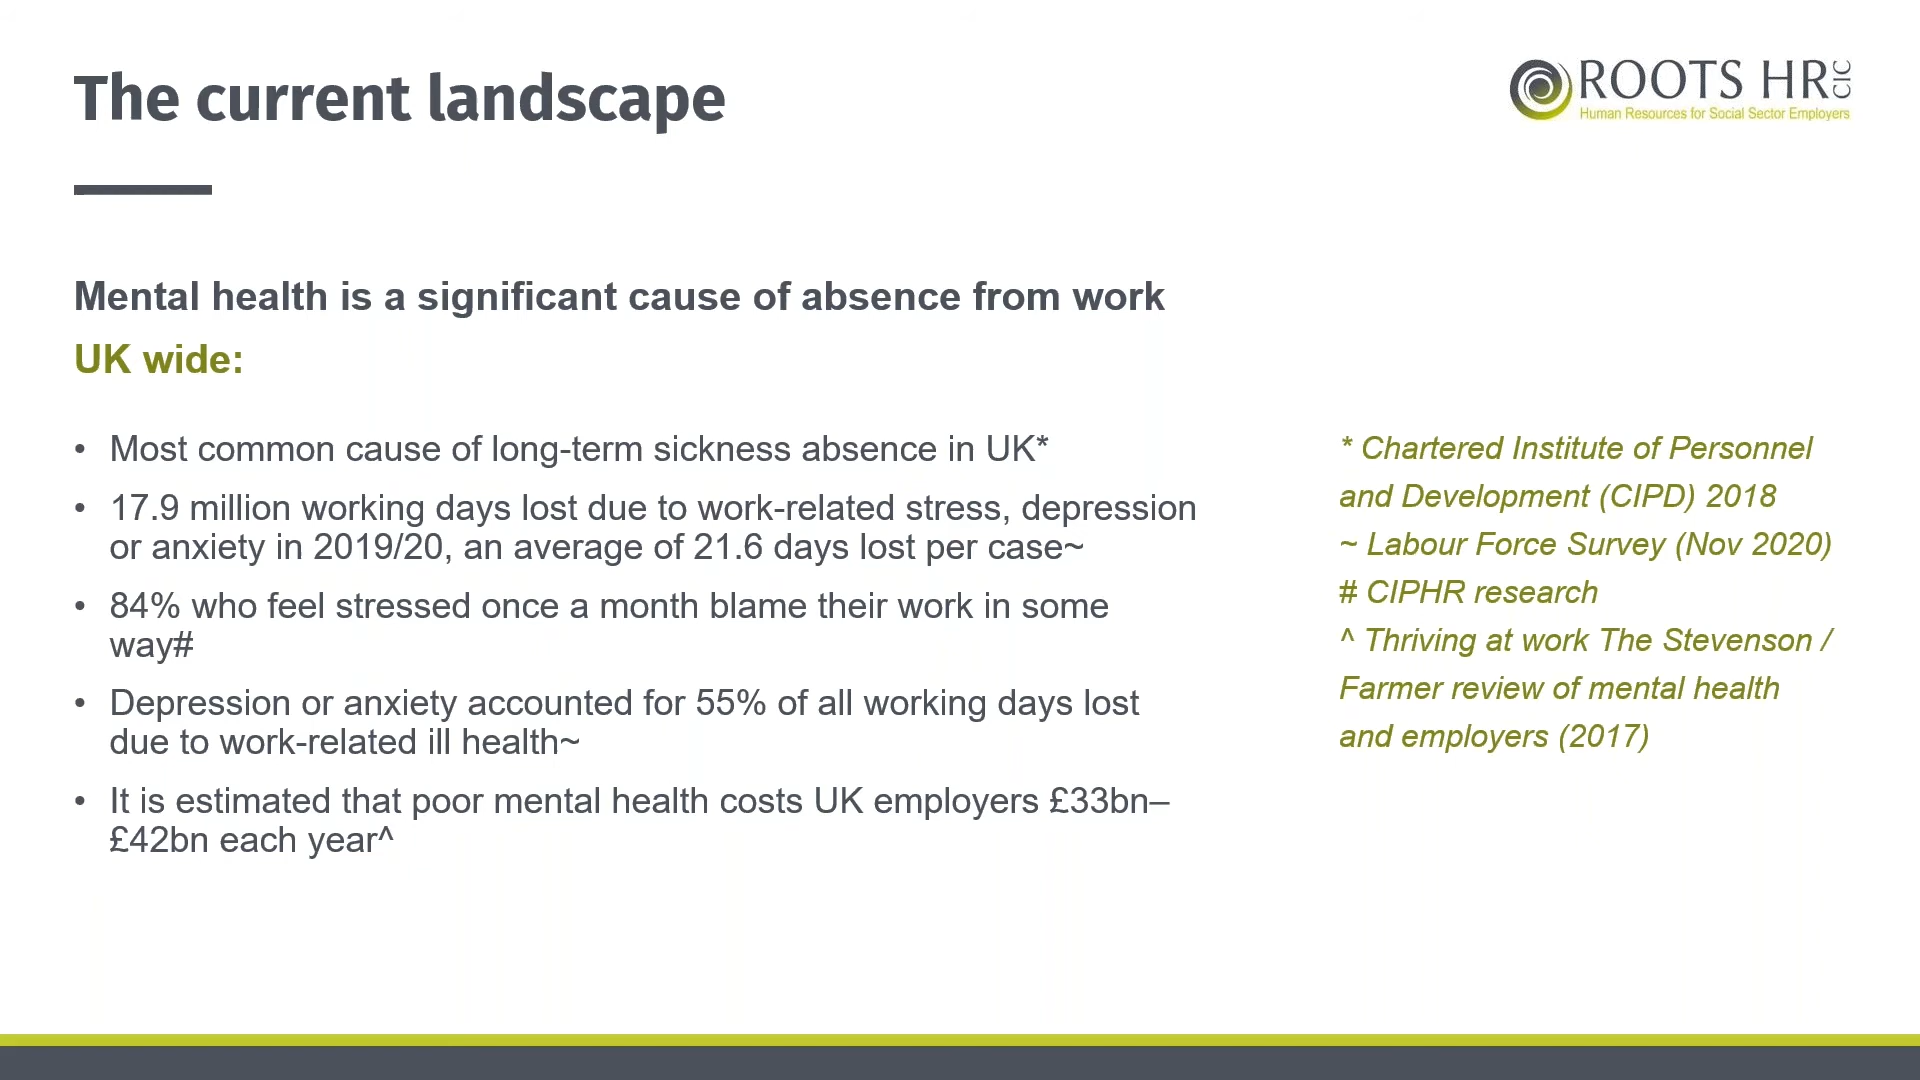 The current landscape
ROOTS HR CIC
Human Resources for Social Sector Employers
Mental health is a significant cause of absence from work
UK wide:
• Most common cause of long-term sickness absence in UK*
• 17.9 million working days lost due to work-related stress, depression
or anxiety in 2019/20, an average of 21.6 days lost per case~
• 84% who feel stressed once a month blame their work in some
way#
• Depression or anxiety accounted for 55% of all working days lost
due to work-related ill health~
• It is estimated that poor mental health costs UK employers £33bn–
£42bn each year^
* Chartered Institute of Personnel
and Development (CIPD) 2018
~ Labour Force Survey (Nov 2020)
# CIPHR research
^ Thriving at work The Stevenson /
Farmer review of mental health
and employers (2017)